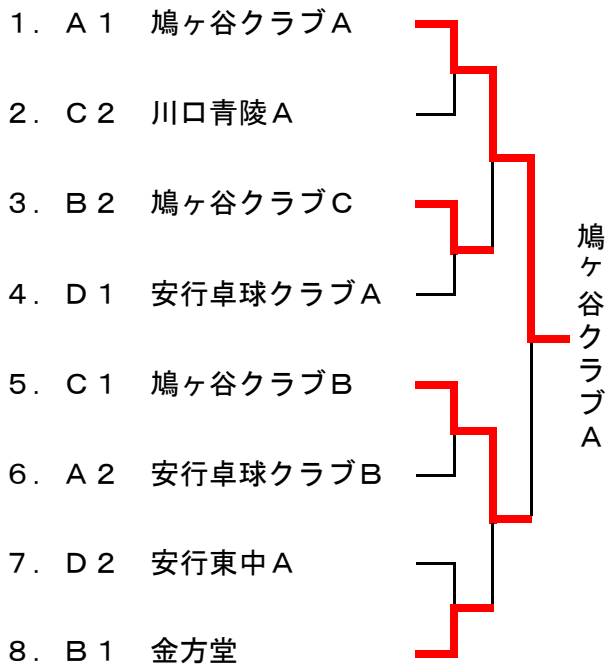 1. A1 鳩ヶ谷クラブA
2. C2 川口青陵A
3. B2 鳩ヶ谷クラブC
4. D1 安行卓球クラブA
5. C1 鳩ヶ谷クラブB
6. A2 安行卓球クラブB
7. D2 安行東中A
8. B1 金方堂
鳩ヶ谷クラブA